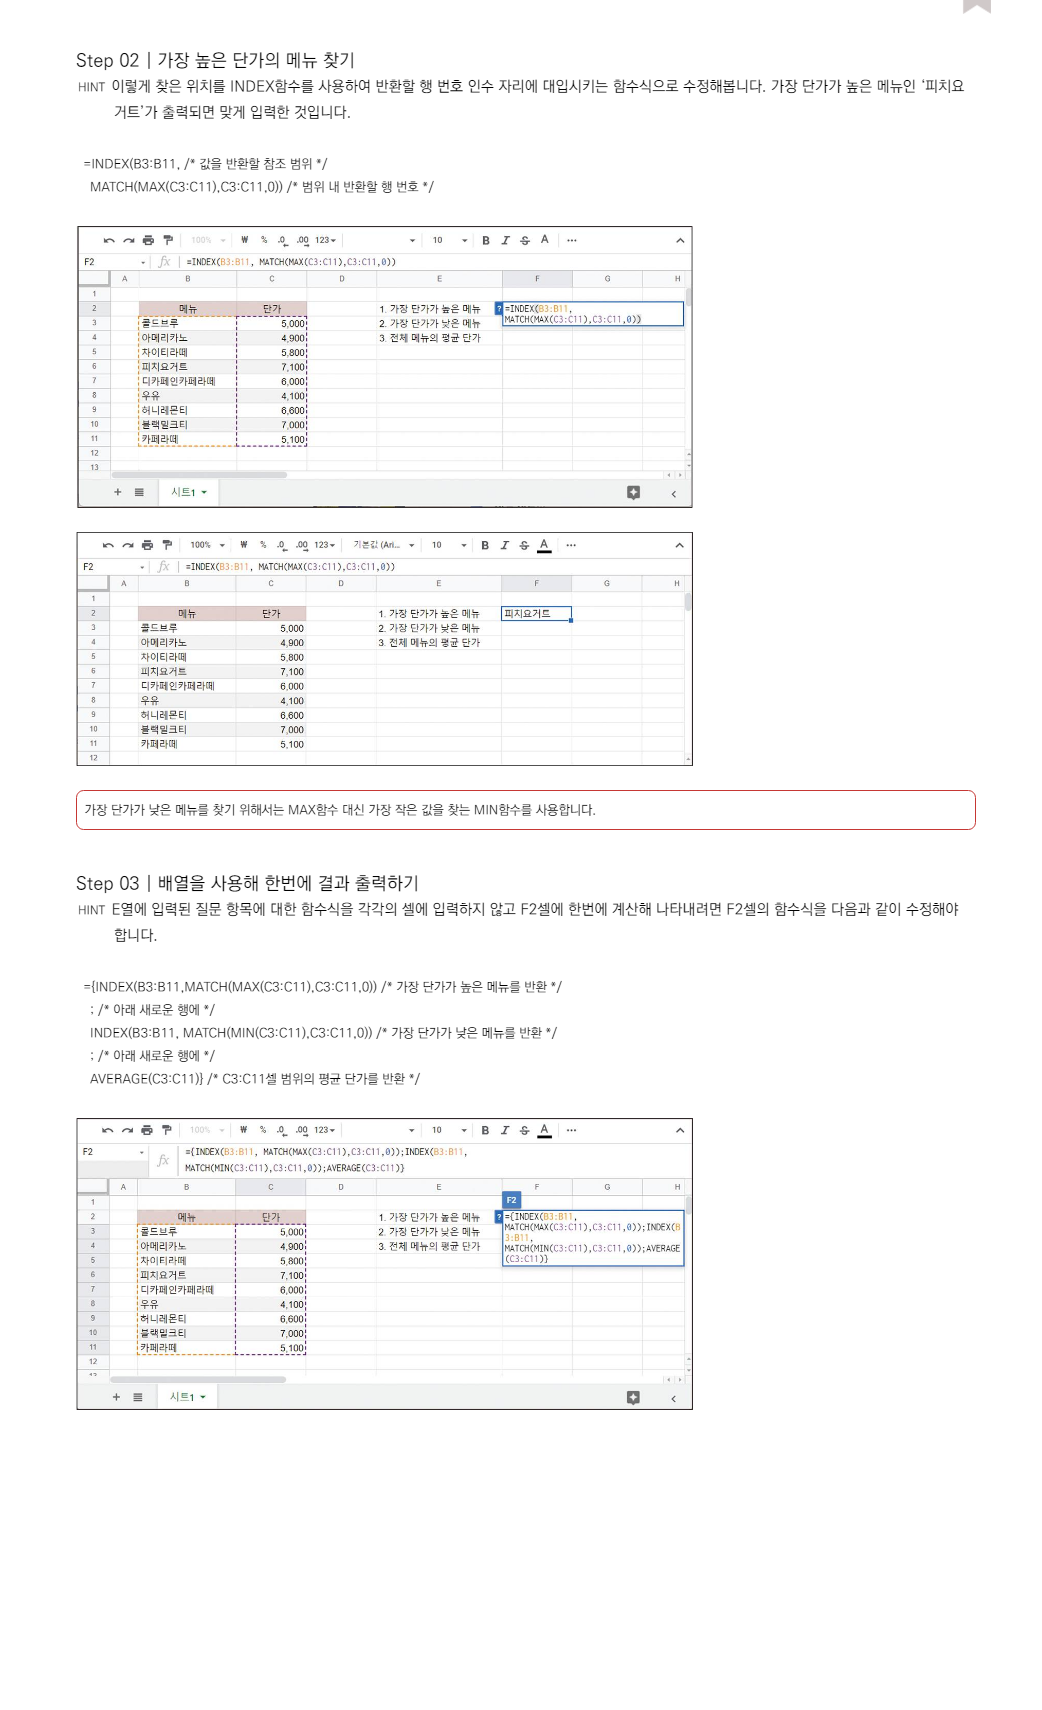 Step 02 | 가장 높은 단가의 메뉴 찾기
HINT 이렇게 찾은 위치를 INDEX함수를 사용하여 반환할 행 번호 인수 자리에 대입시키는 함수식으로 수정해봅니다. 가장 단가가 높은 메뉴인 ‘피치요
거트’가 출력되면 맞게 입력한 것입니다.
=INDEX(B3:B11, /* 값을 반환할 참조 범위 */
MATCH(MAX(C3:C11),C3:C11,0)) /* 범위 내 반환할 행 번호 */
100% ₩ % .0 .00 123 10 B I S A ...
F2 fx =INDEX(B3:B11, MATCH(MAX(C3:C11),C3:C11,0))
A B C D E F G H
1
2 메뉴 단가 1. 가장 단가가 높은 메뉴 ? =INDEX(B3:B11,
MATCH(MAX(C3:C11),C3:C11,0))
3 콜드브루 5,000 2. 가장 단가가 낮은 메뉴
4 아메리카노 4,900 3. 전체 메뉴의 평균 단가
5 차이티라떼 5,800
6 피치요거트 7,100
7 디카페인카페라떼 6,000
8 우유 4,100
9 허니레몬티 6,600
10 블랙밀크티 7,000
11 카페라떼 5,100
12
13
+ 시트1
100% ₩ % .0 .00 123 기본값 (Ari... 10 B I S A ...
F2 fx =INDEX(B3:B11, MATCH(MAX(C3:C11),C3:C11,0))
A B C D E F G H
1
2 메뉴 단가 1. 가장 단가가 높은 메뉴 피치요거트
3 콜드브루 5,000 2. 가장 단가가 낮은 메뉴
4 아메리카노 4,900 3. 전체 메뉴의 평균 단가
5 차이티라떼 5,800
6 피치요거트 7,100
7 디카페인카페라떼 6,000
8 우유 4,100
9 허니레몬티 6,600
10 블랙밀크티 7,000
11 카페라떼 5,100
12
가장 단가가 낮은 메뉴를 찾기 위해서는 MAX함수 대신 가장 작은 값을 찾는 MIN함수를 사용합니다.
Step 03 | 배열을 사용해 한번에 결과 출력하기
HINT E열에 입력된 질문 항목에 대한 함수식을 각각의 셀에 입력하지 않고 F2셀에 한번에 계산해 나타내려면 F2셀의 함수식을 다음과 같이 수정해야
합니다.
={INDEX(B3:B11,MATCH(MAX(C3:C11),C3:C11,0)) /* 가장 단가가 높은 메뉴를 반환 */
; /* 아래 새로운 행에 */
INDEX(B3:B11, MATCH(MIN(C3:C11),C3:C11,0)) /* 가장 단가가 낮은 메뉴를 반환 */
; /* 아래 새로운 행에 */
AVERAGE(C3:C11)} /* C3:C11셀 범위의 평균 단가를 반환 */
100% ₩ % .0 .00 123 10 B I S A ...
F2 fx ={INDEX(B3:B11, MATCH(MAX(C3:C11),C3:C11,0));INDEX(B3:B11,
MATCH(MIN(C3:C11),C3:C11,0));AVERAGE(C3:C11)}
A B C D E F G H
1 F2
2 메뉴 단가 1. 가장 단가가 높은 메뉴 ? ={INDEX(B3:B11,
3 콜드브루 5,000 2. 가장 단가가 낮은 메뉴 MATCH(MAX(C3:C11),C3:C11,0));INDEX(B
3:B11,
4 아메리카노 4,900 3. 전체 메뉴의 평균 단가 MATCH(MIN(C3:C11),C3:C11,0));AVERAGE
5 차이티라떼 5,800 (C3:C11)}
6 피치요거트 7,100
7 디카페인카페라떼 6,000
8 우유 4,100
9 허니레몬티 6,600
10 블랙밀크티 7,000
11 카페라떼 5,100
12
+ 시트1